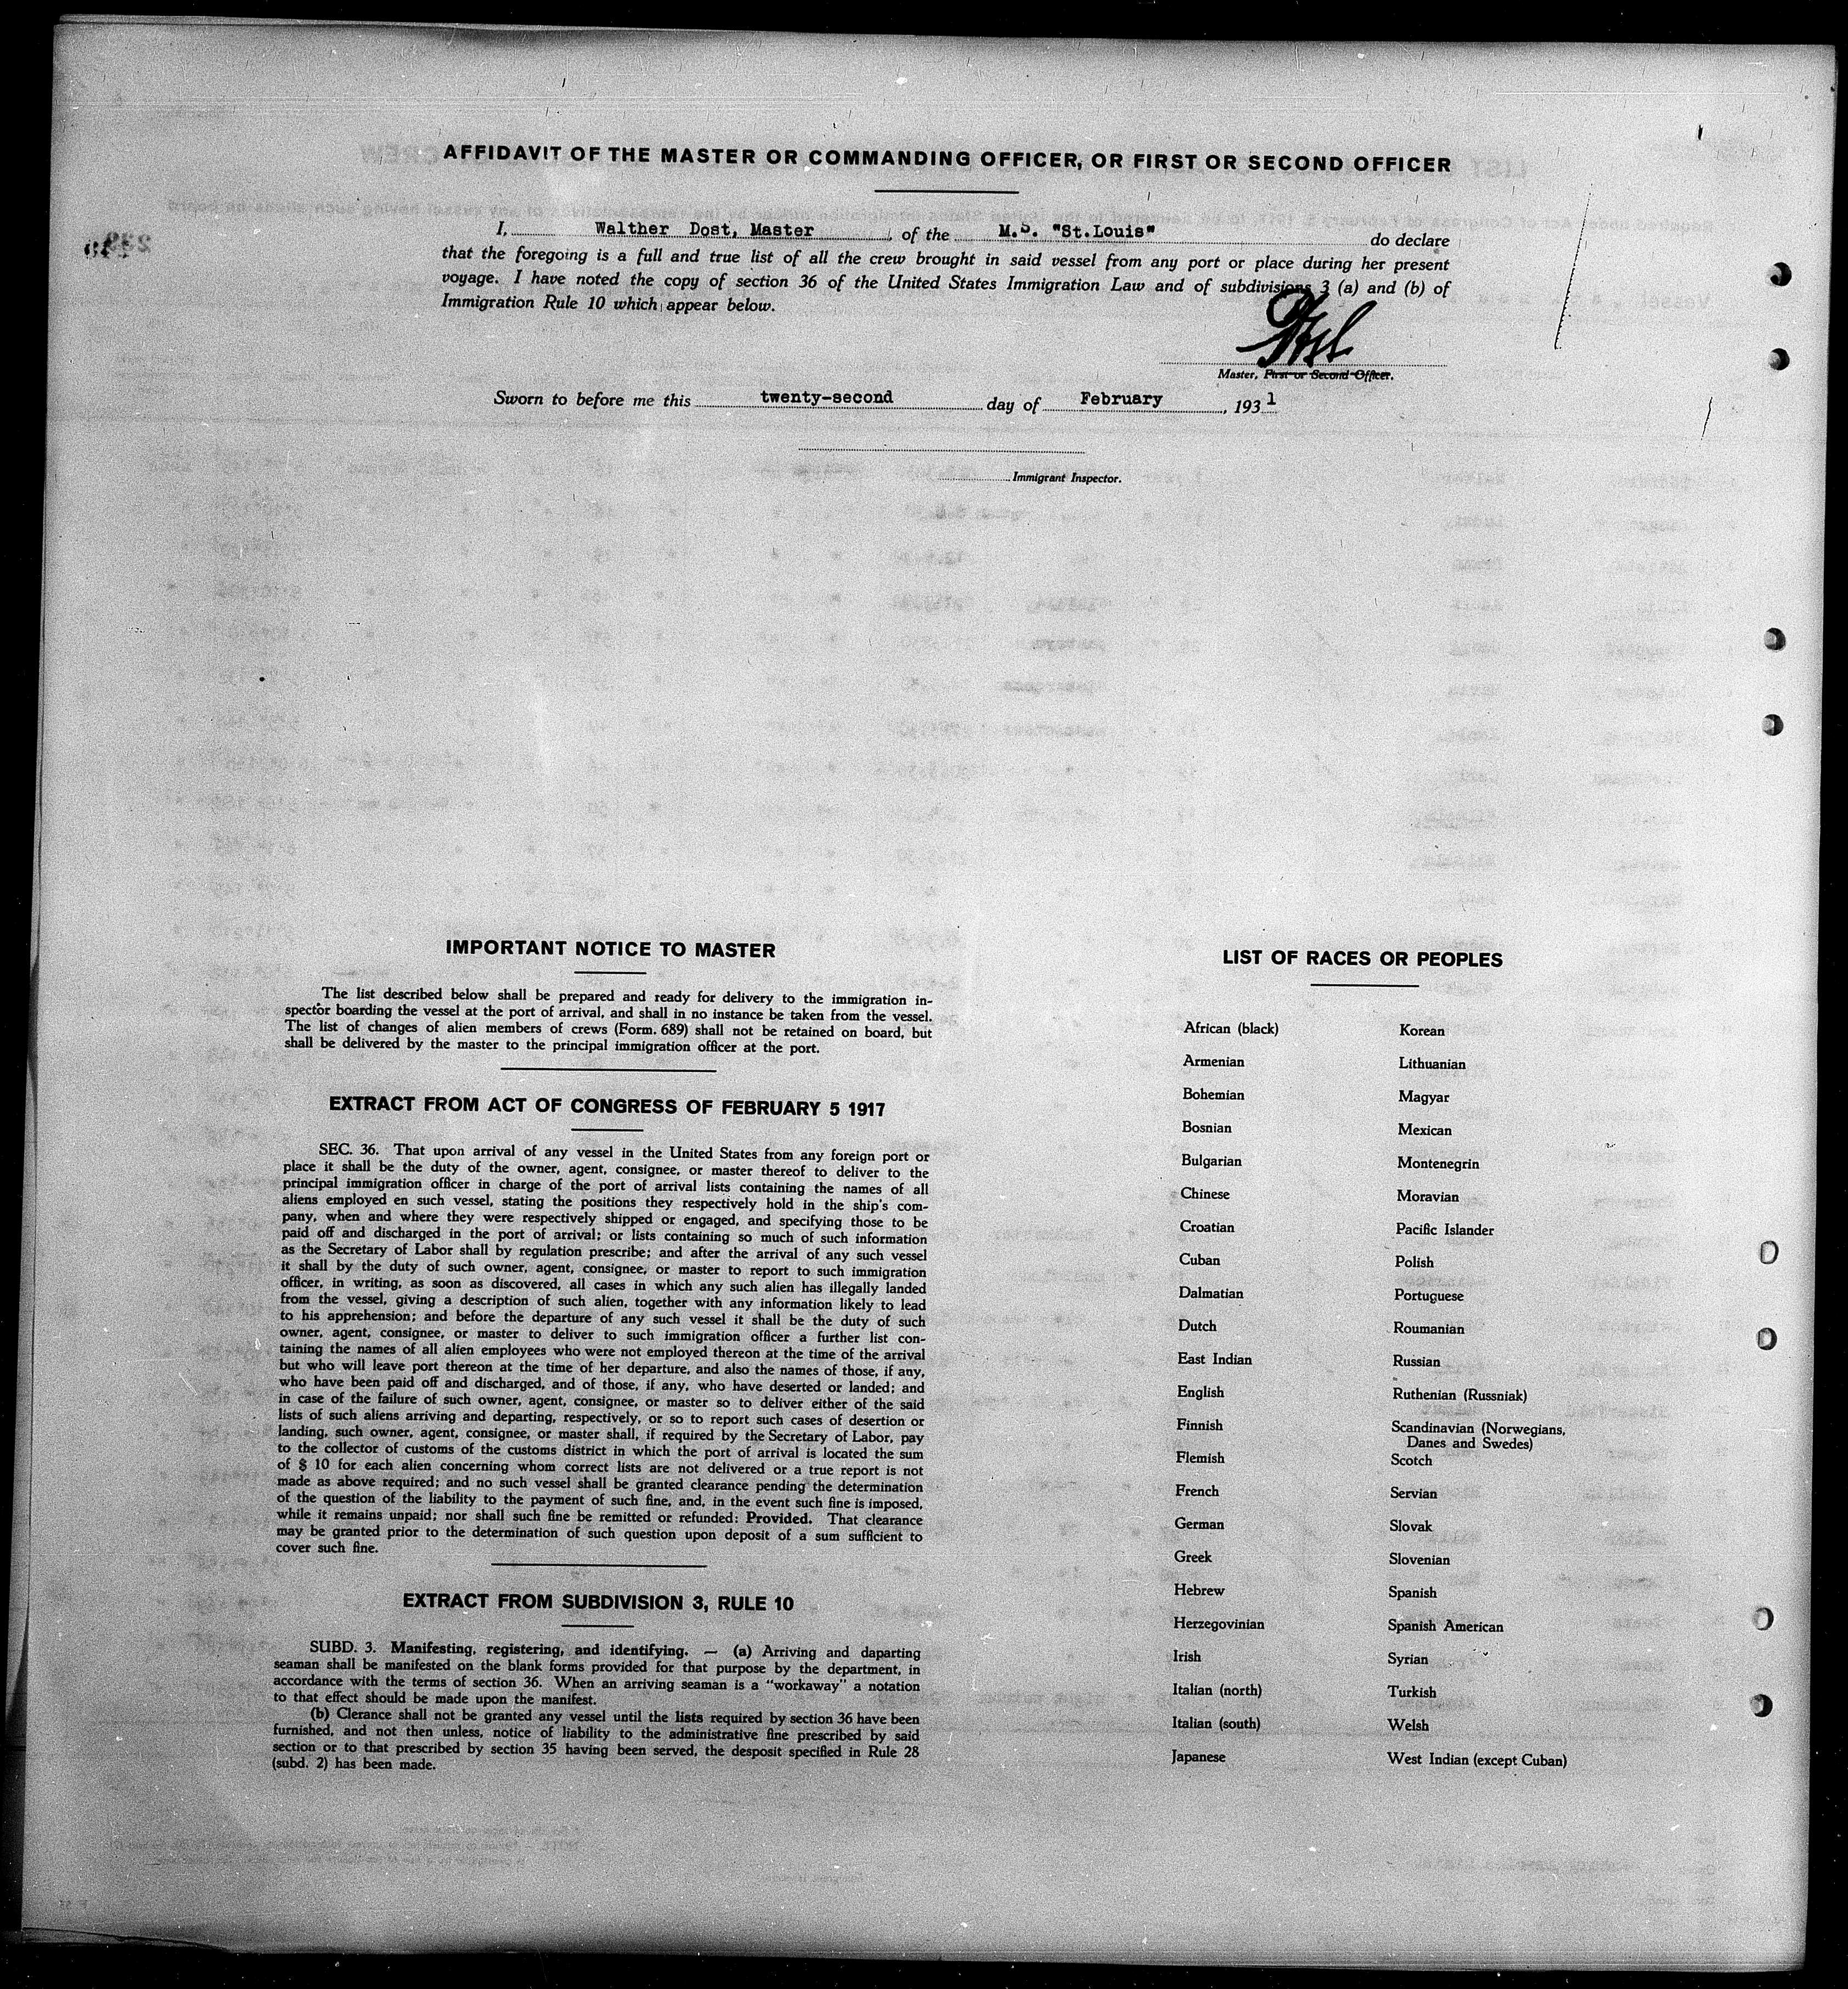 AFFIDAVIT OF THE MASTER OR COMMANDING OFFICER, OR FIRST OR SECOND OFFICER
I, Walther Dost, Master, of the M.S. "St.Louis" do declare
that the foregoing is a full and true list of all the crew brought in said vessel from any port or place during her present
voyage. I have noted the copy of section 36 of the United States Immigration Law and of subdivisions 3 (a) and (b) of
Immigration Rule 10 which appear below.
Master, First or Second Officer.
Sworn to before me this twenty-second day of February, 1931
Immigrant Inspector.
IMPORTANT NOTICE TO MASTER
The list described below shall be prepared and ready for delivery to the immigration in-
spector boarding the vessel at the port of arrival, and shall in no instance be taken from the vessel.
The list of changes of alien members of crews (Form. 689) shall not be retained on board, but
shall be delivered by the master to the principal immigration officer at the port.
EXTRACT FROM ACT OF CONGRESS OF FEBRUARY 5 1917
SEC. 36. That upon arrival of any vessel in the United States from any foreign port or
place it shall be the duty of the owner, agent, consignee, or master thereof to deliver to the
principal immigration officer in charge of the port of arrival lists containing the names of all
aliens employed en such vessel, stating the positions they respectively hold in the ship's com-
pany, when and where they were respectively shipped or engaged, and specifying those to be
paid off and discharged in the port of arrival; or lists containing so much of such information
as the Secretary of Labor shall by regulation prescribe; and after the arrival of any such vessel
it shall by the duty of such owner, agent, consignee, or master to report to such immigration
officer, in writing, as soon as discovered, all cases in which any such alien has illegally landed
from the vessel, giving a description of such alien, together with any information likely to lead
to his apprehension; and before the departure of any such vessel it shall be the duty of such
owner, agent, consignee, or master to deliver to such immigration officer a further list con-
taining the names of all alien employees who were not employed thereon at the time of the arrival
but who will leave port thereon at the time of her departure, and also the names of those, if any,
who have been paid off and discharged, and of those, if any, who have deserted or landed; and
in case of the failure of such owner, agent, consignee, or master so to deliver either of the said
lists of such aliens arriving and departing, respectively, or so to report such cases of desertion or
landing, such owner, agent, consignee, or master shall, if required by the Secretary of Labor, pay
to the collector of customs of the customs district in which the port of arrival is located the sum
of $ 10 for each alien concerning whom correct lists are not delivered or a true report is not
made as above required; and no such vessel shall be granted clearance pending the determination
of the question of the liability to the payment of such fine, and, in the event such fine is imposed,
while it remains unpaid; nor shall such fine be remitted or refunded: Provided. That clearance
may be granted prior to the determination of such question upon deposit of a sum sufficient to
cover such fine.
EXTRACT FROM SUBDIVISION 3, RULE 10
SUBD. 3. Manifesting, registering, and identifying. — (a) Arriving and daparting
seaman shall be manifested on the blank forms provided for that purpose by the department, in
accordance with the terms of section 36. When an arriving seaman is a "workaway" a notation
to that effect should be made upon the manifest.
(b) Clerance shall not be granted any vessel until the lists required by section 36 have been
furnished, and not then unless, notice of liability to the administrative fine prescribed by said
section or to that prescribed by section 35 having been served, the desposit specified in Rule 28
(subd. 2) has been made.
LIST OF RACES OR PEOPLES
African (black)
Armenian
Bohemian
Bosnian
Bulgarian
Chinese
Croatian
Cuban
Dalmatian
Dutch
East Indian
English
Finnish
Flemish
French
German
Greek
Hebrew
Herzegovinian
Irish
Italian (north)
Italian (south)
Japanese
Korean
Lithuanian
Magyar
Mexican
Montenegrin
Moravian
Pacific Islander
Polish
Portuguese
Roumanian
Russian
Ruthenian (Russniak)
Scandinavian (Norwegians,
Danes and Swedes)
Scotch
Servian
Slovak
Slovenian
Spanish
Spanish American
Syrian
Turkish
Welsh
West Indian (except Cuban)